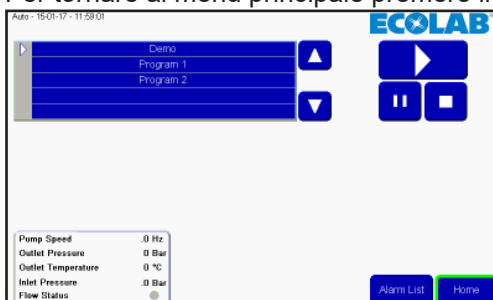 Per tornare al menu principale premere il
Auto - 15-01-17 - 11:59:01
ECOLAB
Demo
Program 1
Program 2
Pump Speed .0 Hz
Outlet Pressure 0 Bar
Outlet Temperature 0 °C
Inlet Pressure .0 Bar
Flow Status
Alarm List
Home